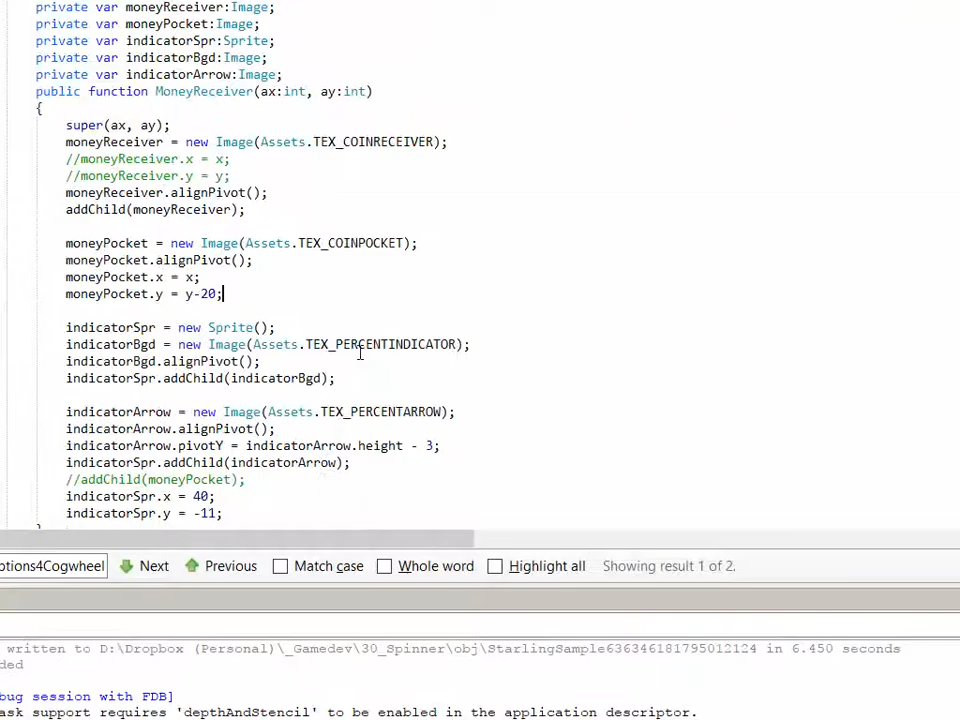 private var moneyReceiver:Image;
private var moneyPocket:Image;
private var indicatorSpr:Sprite;
private var indicatorBgd:Image;
private var indicatorArrow:Image;
public function MoneyReceiver(ax:int, ay:int)
{
super(ax, ay);
moneyReceiver = new Image(Assets.TEX_COINRECEIVER);
//moneyReceiver.x = x;
//moneyReceiver.y = y;
moneyReceiver.alignPivot();
addChild(moneyReceiver);
moneyPocket = new Image(Assets.TEX_COINPOCKET);
moneyPocket.alignPivot();
moneyPocket.x = x;
moneyPocket.y = y-20;
indicatorSpr = new Sprite();
indicatorBgd = new Image(Assets.TEX_PERCENTINDICATOR);
indicatorBgd.alignPivot();
indicatorSpr.addChild(indicatorBgd);
indicatorArrow = new Image(Assets.TEX_PERCENTARROW);
indicatorArrow.alignPivot();
indicatorArrow.pivotY = indicatorArrow.height - 3;
indicatorSpr.addChild(indicatorArrow);
//addChild(moneyPocket);
indicatorSpr.x = 40;
indicatorSpr.y = -11;
ptions4Cogwheel Next Previous Match case Whole word Highlight all Showing result 1 of 2.
written to D:\Dropbox (Personal)\_Gamedev\30_Spinner\obj\StarlingSample636346181795012124 in 6.450 seconds
ded
bug session with FDB]
ask support requires 'depthAndStencil' to be enabled in the application descriptor.